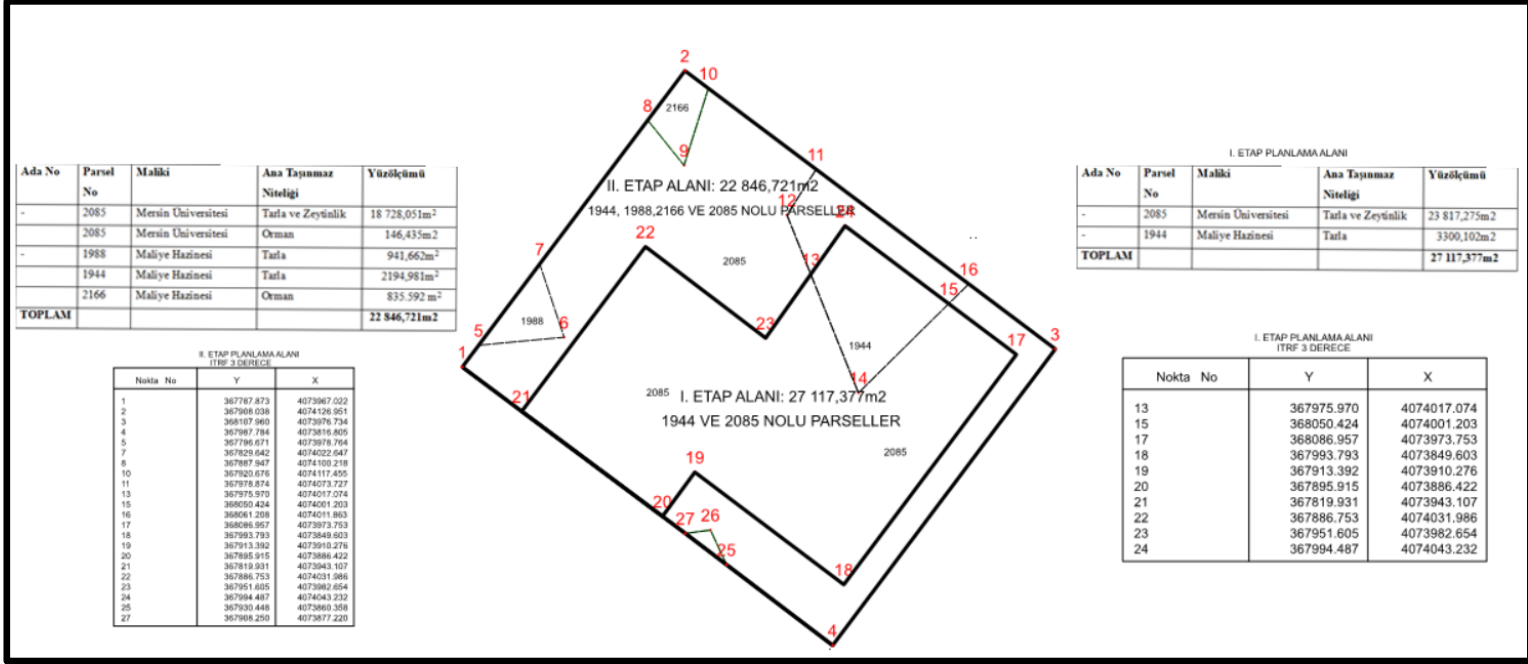 Ada No Parsel No Maliki Ana Taşınmaz Niteliği Yüzölçümü
- 2085 Mersin Üniversitesi Tarla ve Zeytinlik 18 728,051m²
2085 Mersin Üniversitesi Orman 146,435m2
- 1988 Maliye Hazinesi Tarla 941,662m²
1944 Maliye Hazinesi Tarla 2194,981m²
2166 Maliye Hazinesi Orman 835.592 m²
TOPLAM 22 846,721m2
II. ETAP PLANLAMA ALANI
ITRF 3 DERECE
Nokta No Y X
1 367787.873 4073967.022
2 367908.038 4074126.951
3 368107.960 4073976.734
4 367987.784 4073816.805
5 367796.671 4073978.764
7 367829.642 4074022.647
8 367887.947 4074100.218
10 367920.676 4074117.455
11 367978.874 4074073.727
13 367975.970 4074017.074
15 368050.424 4074001.203
16 368061.208 4074011.863
17 368086.957 4073973.753
18 367993.793 4073849.603
19 367913.392 4073910.276
20 367895.915 4073886.422
21 367819.931 4073943.107
22 367886.753 4074031.986
23 367951.605 4073982.654
24 367994.487 4074043.232
25 367930.448 4073860.358
27 367908.250 4073877.220
2
10
8
2166
9
11
II. ETAP ALANI: 22 846,721m2
12
1944, 1988,2166 VE 2085 NOLU PARSELLER
24
22
7
2085
13
16
15
5
1988
6
23
1
1944
17
3
14
21
2085
I. ETAP ALANI: 27 117,377m2
1944 VE 2085 NOLU PARSELLER
2085
19
20
27
26
25
18
4
I. ETAP PLANLAMA ALANI
Ada No Parsel No Maliki Ana Taşınmaz Niteliği Yüzölçümü
- 2085 Mersin Üniversitesi Tarla ve Zeytinlik 23 817,275m2
- 1944 Maliye Hazinesi Tarla 3300,102m2
TOPLAM 27 117,377m2
I. ETAP PLANLAMA ALANI
ITRF 3 DERECE
Nokta No Y X
13 367975.970 4074017.074
15 368050.424 4074001.203
17 368086.957 4073973.753
18 367993.793 4073849.603
19 367913.392 4073910.276
20 367895.915 4073886.422
21 367819.931 4073943.107
22 367886.753 4074031.986
23 367951.605 4073982.654
24 367994.487 4074043.232